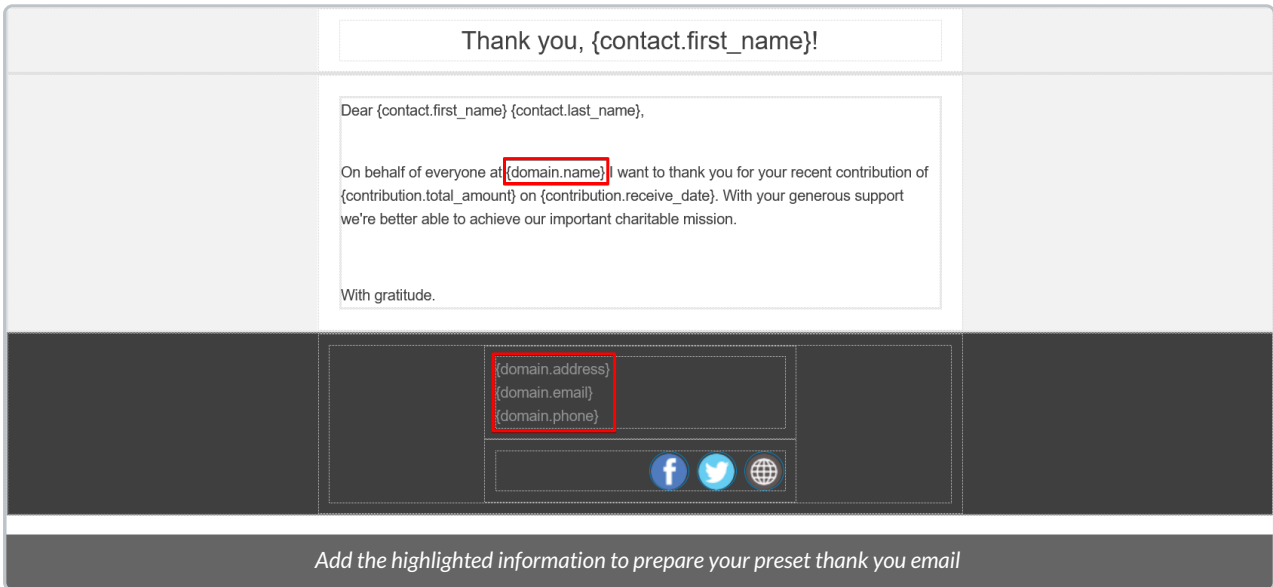 Thank you, {contact.first_name}!
Dear {contact.first_name} {contact.last_name},
On behalf of everyone at {domain.name} I want to thank you for your recent contribution of
{contribution.total_amount} on {contribution.receive_date}. With your generous support
we're better able to achieve our important charitable mission.
With gratitude.
{domain.address}
{domain.email}
{domain.phone}
Add the highlighted information to prepare your preset thank you email